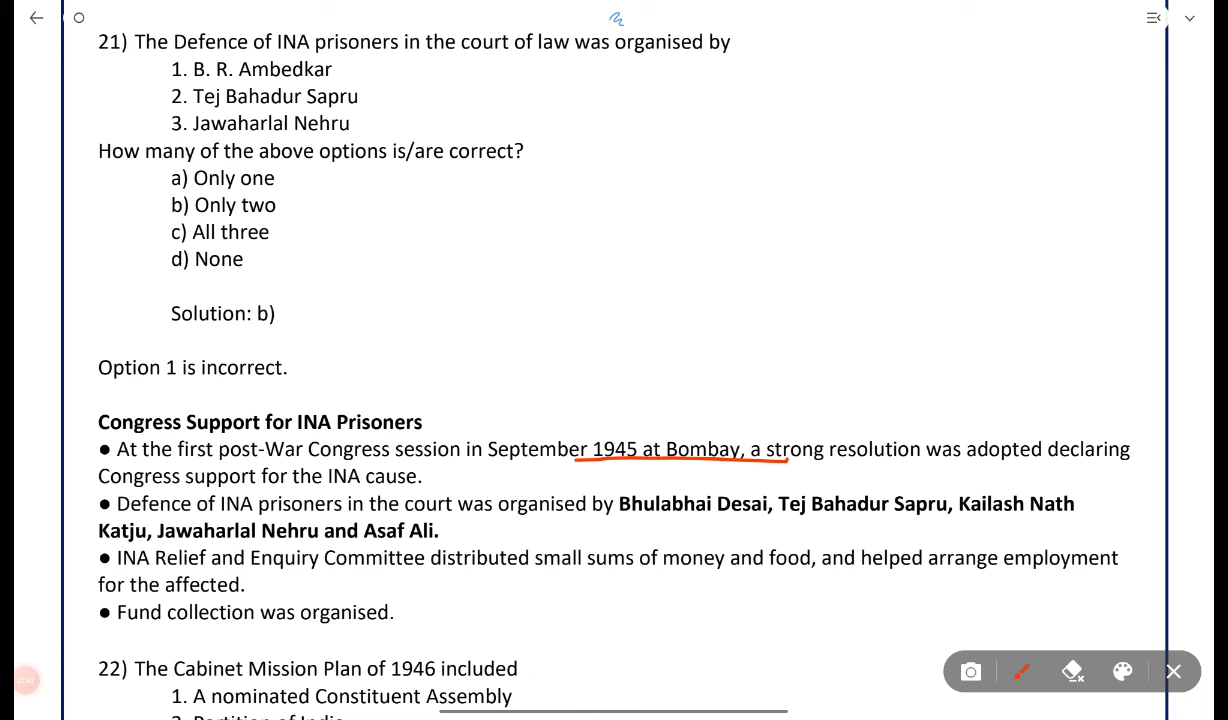 21) The Defence of INA prisoners in the court of law was organised by
1. B. R. Ambedkar
2. Tej Bahadur Sapru
3. Jawaharlal Nehru
How many of the above options is/are correct?
a) Only one
b) Only two
c) All three
d) None
Solution: b)
Option 1 is incorrect.
Congress Support for INA Prisoners
● At the first post-War Congress session in September 1945 at Bombay, a strong resolution was adopted declaring
Congress support for the INA cause.
● Defence of INA prisoners in the court was organised by Bhulabhai Desai, Tej Bahadur Sapru, Kailash Nath
Katju, Jawaharlal Nehru and Asaf Ali.
● INA Relief and Enquiry Committee distributed small sums of money and food, and helped arrange employment
for the affected.
● Fund collection was organised.
22) The Cabinet Mission Plan of 1946 included
1. A nominated Constituent Assembly
2. Partition of India